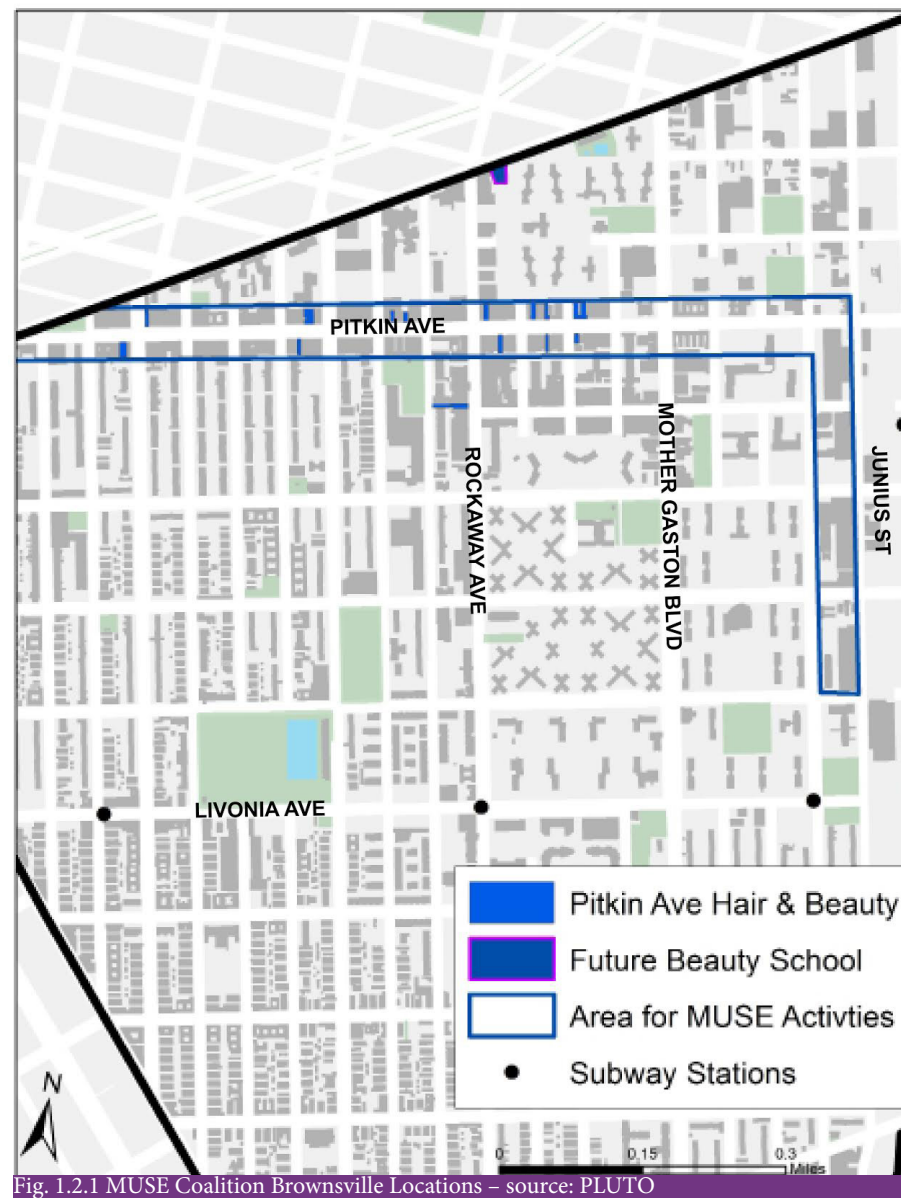 PITKIN AVE
MOTHER GASTON BLVD
ROCKAWAY AVE
JUNIUS ST
LIVONIA AVE
Pitkin Ave Hair & Beauty
Future Beauty School
Area for MUSE Activties
Subway Stations
N
0 0.15 0.3
Miles
Fig. 1.2.1 MUSE Coalition Brownsville Locations – source: PLUTO